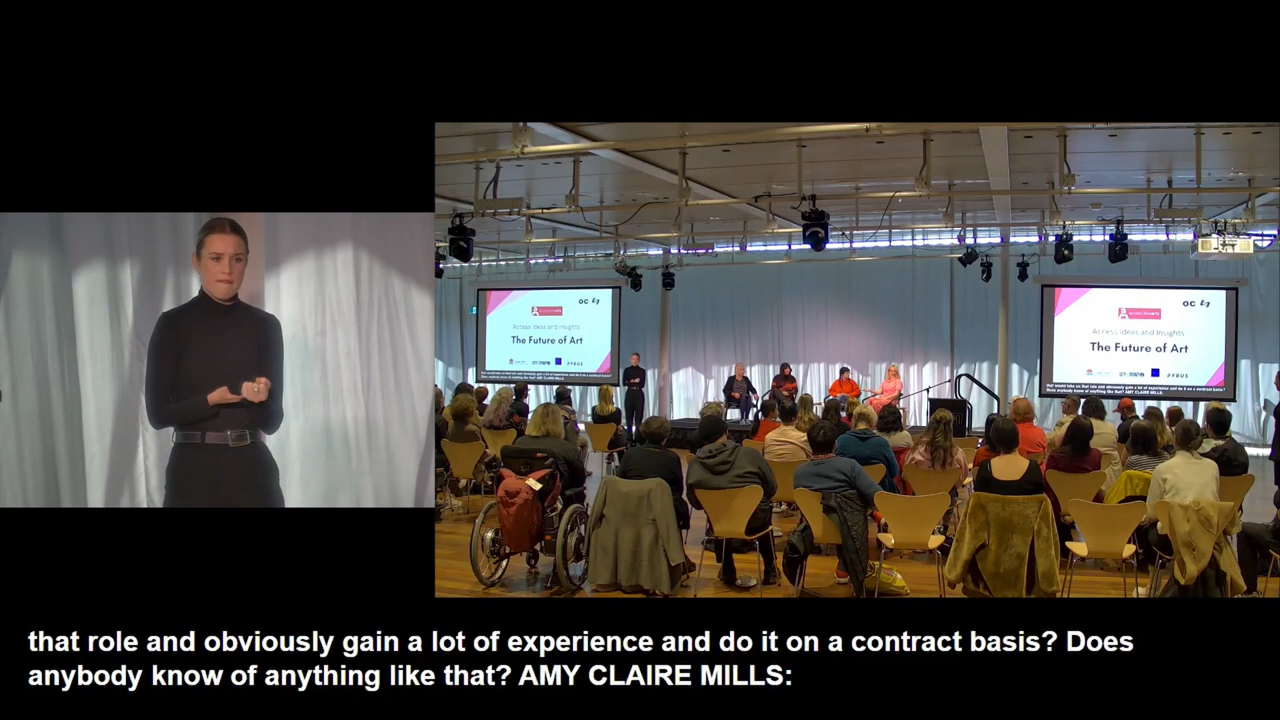 OC
Access Ideas and Insights
The Future of Art
OC
Access Ideas and Insights
The Future of Art
PYRUS
that role and obviously gain a lot of experience and do it on a contract basis? Does
anybody know of anything like that? AMY CLAIRE MILLS: